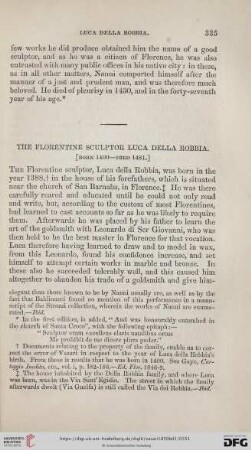 LUCA DELLA ROBBIA. 335
few works he did produce obtained him the name of a good
sculptor, and as he was a citizen of Florence, he was also
entrusted with many public offices in his native city: in these,
as in all other matters, Nanni comported himself after the
manner of a just and prudent man, and was therefore much
beloved. He died of pleurisy in 1430, and in the forty-seventh
year of his age.*
THE FLORENTINE SCULPTOR LUCA DELLA ROBBIA.
[BORN 1400—DIED 1481.]
THE Florentine sculptor, Luca della Robbia, was born in the
year 1388,† in the house of his forefathers, which is situated
near the church of San Barnaba, in Florence.‡ He was there
carefully reared and educated until he could not only read
and write, but, according to the custom of most Florentines,
had learned to cast accounts so far as he was likely to require
them. Afterwards he was placed by his father to learn the
art of the goldsmith with Leonardo di Ser Giovanni, who was
then held to be the best master in Florence for that vocation.
Luca therefore having learned to draw and to model in wax,
from this Leonardo, found his confidence increase, and set
himself to attempt certain works in marble and bronze. In
these also he succeeded tolerably well, and this caused him
altogether to abandon his trade of a goldsmith and give him-
elegant than those known to be by Nanni usually are, as well as by the
fact that Baldinucci found no mention of this performance in a manu-
script of the Strozzi collection, wherein the works of Nanni are enume-
rated.—Ibid.
* In the first edition, is added, "And was honourably entombed in
the church of Santa Croce", with the following epitaph:—
" Sculptor eram excellens claris natalibus ortus
Me prohibit de me dicere plura pudor."
† Documents relating to the property of the family, enable us to cor-
rect the error of Vasari in respect to the year of Luca della Robbia's
birth. From these it results that he was born in 1400. See Gaye, Car-
teggio Inedito, etc., vol. i, p. 182-186.—Ed. Flor. 1846-9.
‡ The house inhabited by the Della Robbia family, and where Luca
was born, was in the Via Sant' Egidio. The street in which the family
afterwards dwelt (Via Guelfa) is still called the Via dei Robbia.—Ibid.